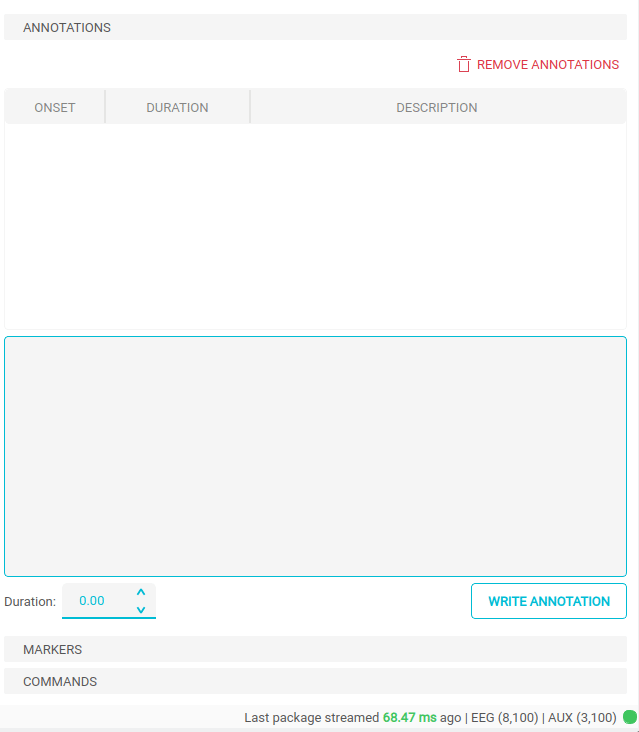 ANNOTATIONS
REMOVE ANNOTATIONS
ONSET DURATION DESCRIPTION
Duration: 0.00 WRITE ANNOTATION
MARKERS
COMMANDS
Last package streamed 68.47 ms ago | EEG (8,100) | AUX (3,100)